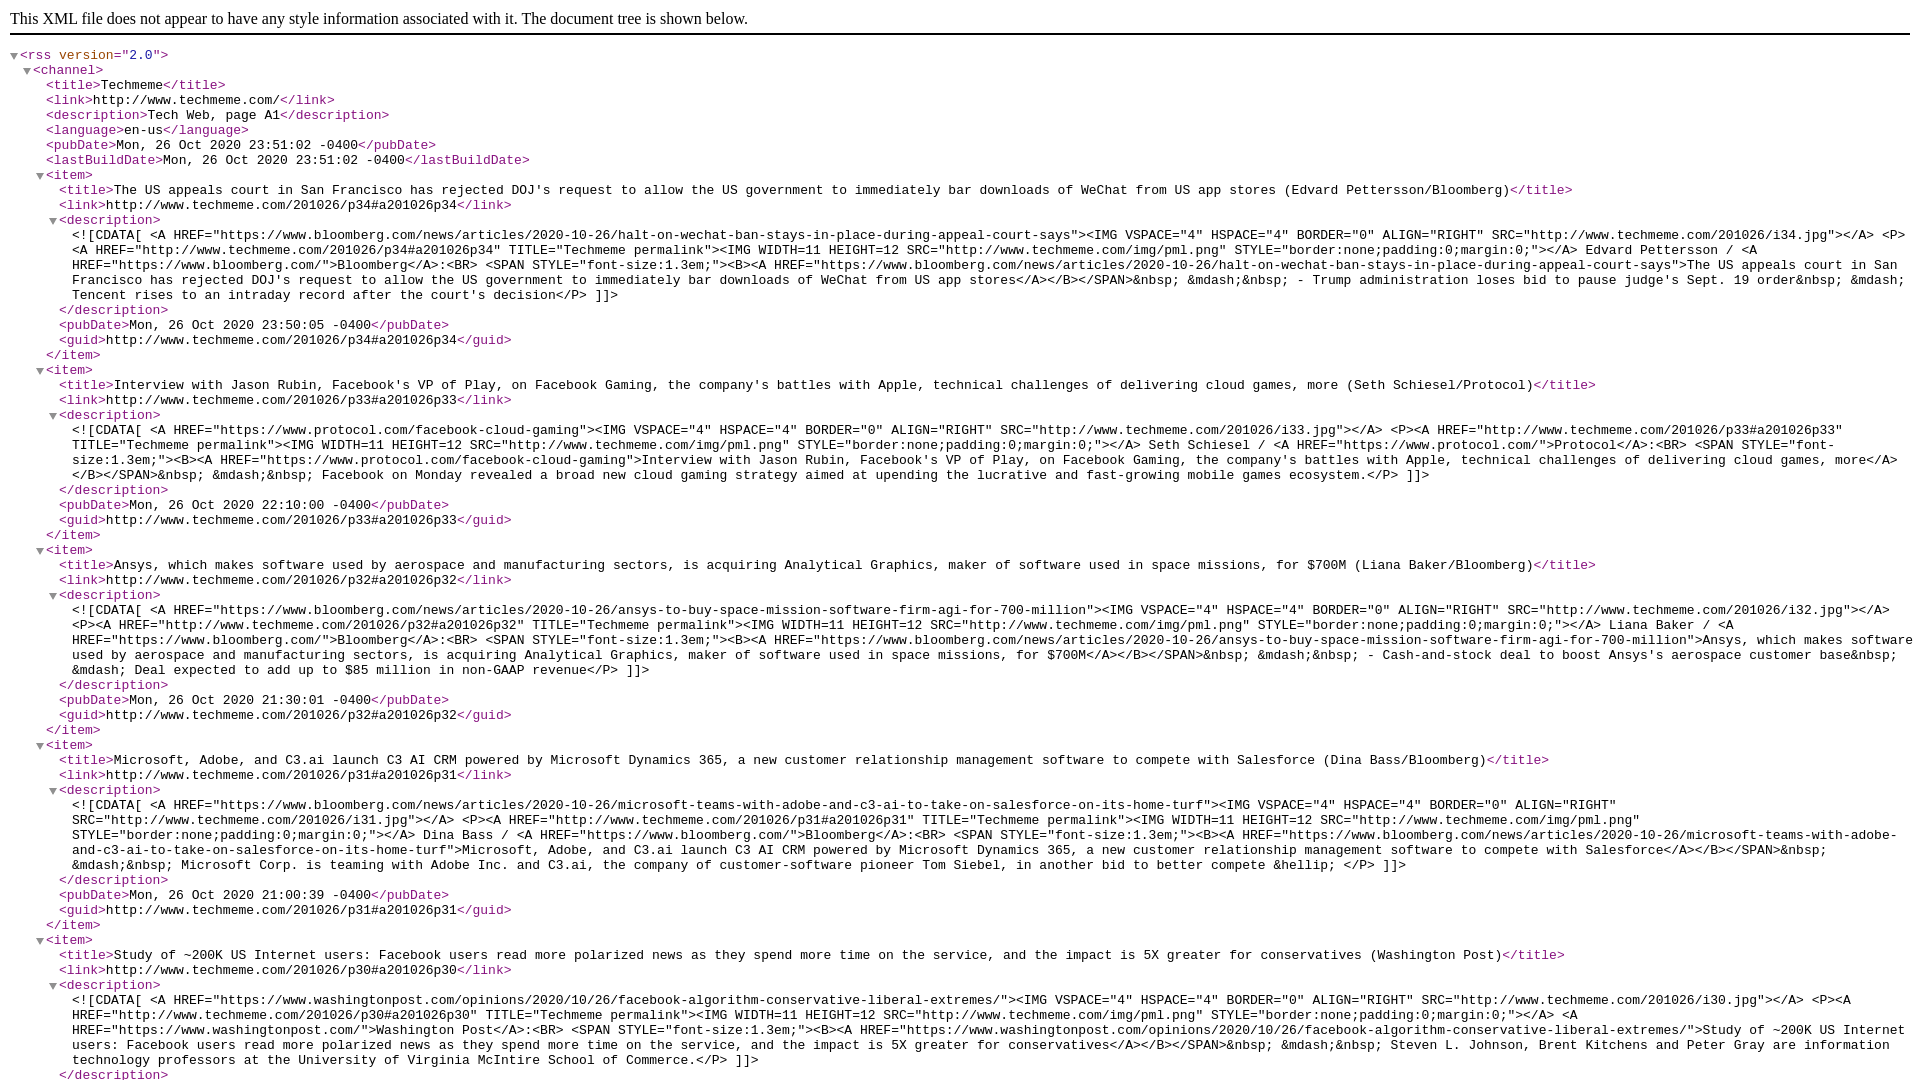 This XML file does not appear to have any style information associated with it. The document tree is shown below.
<rss version="2.0">
<channel>
<title>Techmeme</title>
<link>http://www.techmeme.com/</link>
<description>Tech Web, page A1</description>
<language>en-us</language>
<pubDate>Mon, 26 Oct 2020 23:51:02 -0400</pubDate>
<lastBuildDate>Mon, 26 Oct 2020 23:51:02 -0400</lastBuildDate>
<item>
<title>The US appeals court in San Francisco has rejected DOJ's request to allow the US government to immediately bar downloads of WeChat from US app stores (Edvard Pettersson/Bloomberg)</title>
<link>http://www.techmeme.com/201026/p34#a201026p34</link>
<description>
<![CDATA[ <A HREF="https://www.bloomberg.com/news/articles/2020-10-26/halt-on-wechat-ban-stays-in-place-during-appeal-court-says"><IMG VSPACE="4" HSPACE="4" BORDER="0" ALIGN="RIGHT" SRC="http://www.techmeme.com/201026/i34.jpg"></A> <P>
<A HREF="http://www.techmeme.com/201026/p34#a201026p34" TITLE="Techmeme permalink"><IMG WIDTH=11 HEIGHT=12 SRC="http://www.techmeme.com/img/pml.png" STYLE="border:none;padding:0;margin:0;"></A> Edvard Pettersson / <A
HREF="https://www.bloomberg.com/">Bloomberg</A>:<BR> <SPAN STYLE="font-size:1.3em;"><B><A HREF="https://www.bloomberg.com/news/articles/2020-10-26/halt-on-wechat-ban-stays-in-place-during-appeal-court-says">The US appeals court in San
Francisco has rejected DOJ's request to allow the US government to immediately bar downloads of WeChat from US app stores</A></B></SPAN>&nbsp; &mdash;&nbsp; - Trump administration loses bid to pause judge's Sept. 19 order&nbsp; &mdash;
Tencent rises to an intraday record after the court's decision</P> ]]>
</description>
<pubDate>Mon, 26 Oct 2020 23:50:05 -0400</pubDate>
<guid>http://www.techmeme.com/201026/p34#a201026p34</guid>
</item>
<item>
<title>Interview with Jason Rubin, Facebook's VP of Play, on Facebook Gaming, the company's battles with Apple, technical challenges of delivering cloud games, more (Seth Schiesel/Protocol)</title>
<link>http://www.techmeme.com/201026/p33#a201026p33</link>
<description>
<![CDATA[ <A HREF="https://www.protocol.com/facebook-cloud-gaming"><IMG VSPACE="4" HSPACE="4" BORDER="0" ALIGN="RIGHT" SRC="http://www.techmeme.com/201026/i33.jpg"></A> <P><A HREF="http://www.techmeme.com/201026/p33#a201026p33"
TITLE="Techmeme permalink"><IMG WIDTH=11 HEIGHT=12 SRC="http://www.techmeme.com/img/pml.png" STYLE="border:none;padding:0;margin:0;"></A> Seth Schiesel / <A HREF="https://www.protocol.com/">Protocol</A>:<BR> <SPAN STYLE="font-
size:1.3em;"><B><A HREF="https://www.protocol.com/facebook-cloud-gaming">Interview with Jason Rubin, Facebook's VP of Play, on Facebook Gaming, the company's battles with Apple, technical challenges of delivering cloud games, more</A>
</B></SPAN>&nbsp; &mdash;&nbsp; Facebook on Monday revealed a broad new cloud gaming strategy aimed at upending the lucrative and fast-growing mobile games ecosystem.</P> ]]>
</description>
<pubDate>Mon, 26 Oct 2020 22:10:00 -0400</pubDate>
<guid>http://www.techmeme.com/201026/p33#a201026p33</guid>
</item>
<item>
<title>Ansys, which makes software used by aerospace and manufacturing sectors, is acquiring Analytical Graphics, maker of software used in space missions, for $700M (Liana Baker/Bloomberg)</title>
<link>http://www.techmeme.com/201026/p32#a201026p32</link>
<description>
<![CDATA[ <A HREF="https://www.bloomberg.com/news/articles/2020-10-26/ansys-to-buy-space-mission-software-firm-agi-for-700-million"><IMG VSPACE="4" HSPACE="4" BORDER="0" ALIGN="RIGHT" SRC="http://www.techmeme.com/201026/i32.jpg"></A>
<P><A HREF="http://www.techmeme.com/201026/p32#a201026p32" TITLE="Techmeme permalink"><IMG WIDTH=11 HEIGHT=12 SRC="http://www.techmeme.com/img/pml.png" STYLE="border:none;padding:0;margin:0;"></A> Liana Baker / <A
HREF="https://www.bloomberg.com/">Bloomberg</A>:<BR> <SPAN STYLE="font-size:1.3em;"><B><A HREF="https://www.bloomberg.com/news/articles/2020-10-26/ansys-to-buy-space-mission-software-firm-agi-for-700-million">Ansys, which makes software
used by aerospace and manufacturing sectors, is acquiring Analytical Graphics, maker of software used in space missions, for $700M</A></B></SPAN>&nbsp; &mdash;&nbsp; - Cash-and-stock deal to boost Ansys's aerospace customer base&nbsp;
&mdash; Deal expected to add up to $85 million in non-GAAP revenue</P> ]]>
</description>
<pubDate>Mon, 26 Oct 2020 21:30:01 -0400</pubDate>
<guid>http://www.techmeme.com/201026/p32#a201026p32</guid>
</item>
<item>
<title>Microsoft, Adobe, and C3.ai launch C3 AI CRM powered by Microsoft Dynamics 365, a new customer relationship management software to compete with Salesforce (Dina Bass/Bloomberg)</title>
<link>http://www.techmeme.com/201026/p31#a201026p31</link>
<description>
<![CDATA[ <A HREF="https://www.bloomberg.com/news/articles/2020-10-26/microsoft-teams-with-adobe-and-c3-ai-to-take-on-salesforce-on-its-home-turf"><IMG VSPACE="4" HSPACE="4" BORDER="0" ALIGN="RIGHT"
SRC="http://www.techmeme.com/201026/i31.jpg"></A> <P><A HREF="http://www.techmeme.com/201026/p31#a201026p31" TITLE="Techmeme permalink"><IMG WIDTH=11 HEIGHT=12 SRC="http://www.techmeme.com/img/pml.png"
STYLE="border:none;padding:0;margin:0;"></A> Dina Bass / <A HREF="https://www.bloomberg.com/">Bloomberg</A>:<BR> <SPAN STYLE="font-size:1.3em;"><B><A HREF="https://www.bloomberg.com/news/articles/2020-10-26/microsoft-teams-with-adobe-
and-c3-ai-to-take-on-salesforce-on-its-home-turf">Microsoft, Adobe, and C3.ai launch C3 AI CRM powered by Microsoft Dynamics 365, a new customer relationship management software to compete with Salesforce</A></B></SPAN>&nbsp;
&mdash;&nbsp; Microsoft Corp. is teaming with Adobe Inc. and C3.ai, the company of customer-software pioneer Tom Siebel, in another bid to better compete &hellip; </P> ]]>
</description>
<pubDate>Mon, 26 Oct 2020 21:00:39 -0400</pubDate>
<guid>http://www.techmeme.com/201026/p31#a201026p31</guid>
</item>
<item>
<title>Study of ~200K US Internet users: Facebook users read more polarized news as they spend more time on the service, and the impact is 5X greater for conservatives (Washington Post)</title>
<link>http://www.techmeme.com/201026/p30#a201026p30</link>
<description>
<![CDATA[ <A HREF="https://www.washingtonpost.com/opinions/2020/10/26/facebook-algorithm-conservative-liberal-extremes/"><IMG VSPACE="4" HSPACE="4" BORDER="0" ALIGN="RIGHT" SRC="http://www.techmeme.com/201026/i30.jpg"></A> <P><A
HREF="http://www.techmeme.com/201026/p30#a201026p30" TITLE="Techmeme permalink"><IMG WIDTH=11 HEIGHT=12 SRC="http://www.techmeme.com/img/pml.png" STYLE="border:none;padding:0;margin:0;"></A> <A
HREF="https://www.washingtonpost.com/">Washington Post</A>:<BR> <SPAN STYLE="font-size:1.3em;"><B><A HREF="https://www.washingtonpost.com/opinions/2020/10/26/facebook-algorithm-conservative-liberal-extremes/">Study of ~200K US Internet
users: Facebook users read more polarized news as they spend more time on the service, and the impact is 5X greater for conservatives</A></B></SPAN>&nbsp; &mdash;&nbsp; Steven L. Johnson, Brent Kitchens and Peter Gray are information
technology professors at the University of Virginia McIntire School of Commerce.</P> ]]>
</description>